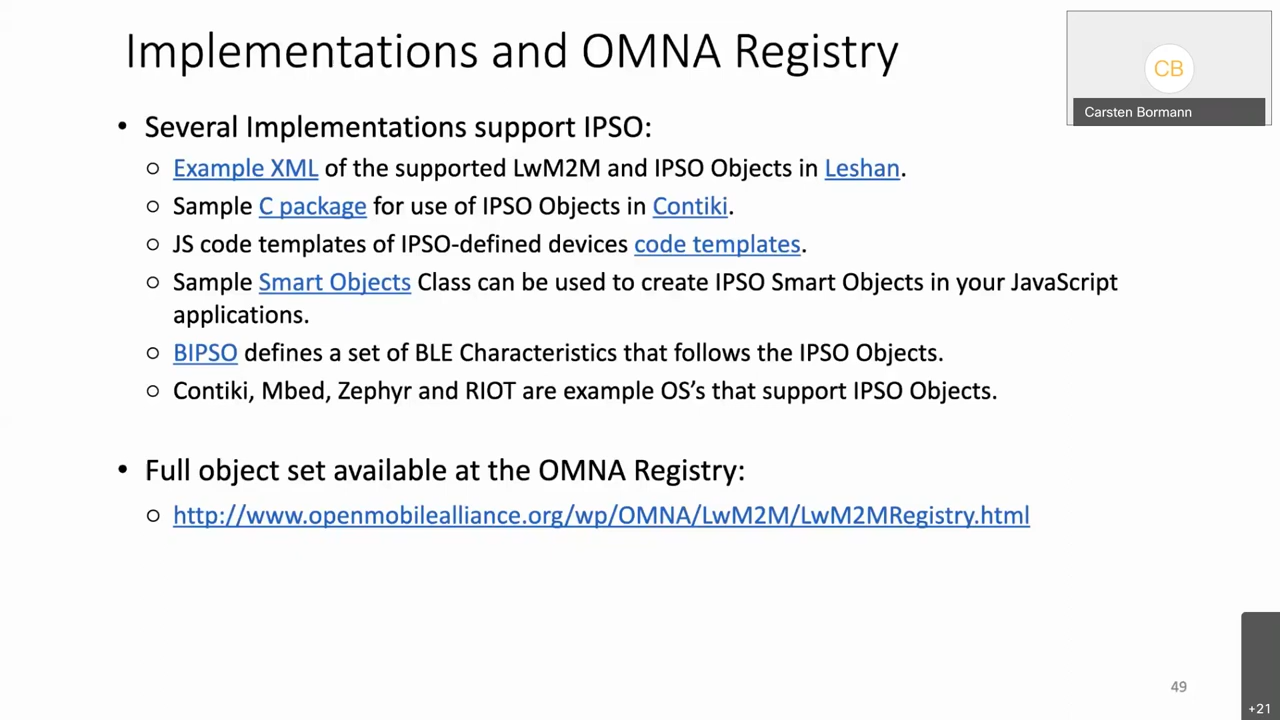 Implementations and OMNA Registry
CB
Carsten Bormann
• Several Implementations support IPSO:
○ Example XML of the supported LwM2M and IPSO Objects in Leshan.
○ Sample C package for use of IPSO Objects in Contiki.
○ JS code templates of IPSO-defined devices code templates.
○ Sample Smart Objects Class can be used to create IPSO Smart Objects in your JavaScript
applications.
○ BIPSO defines a set of BLE Characteristics that follows the IPSO Objects.
○ Contiki, Mbed, Zephyr and RIOT are example OS’s that support IPSO Objects.
• Full object set available at the OMNA Registry:
○ http://www.openmobilealliance.org/wp/OMNA/LwM2M/LwM2MRegistry.html
49
+21